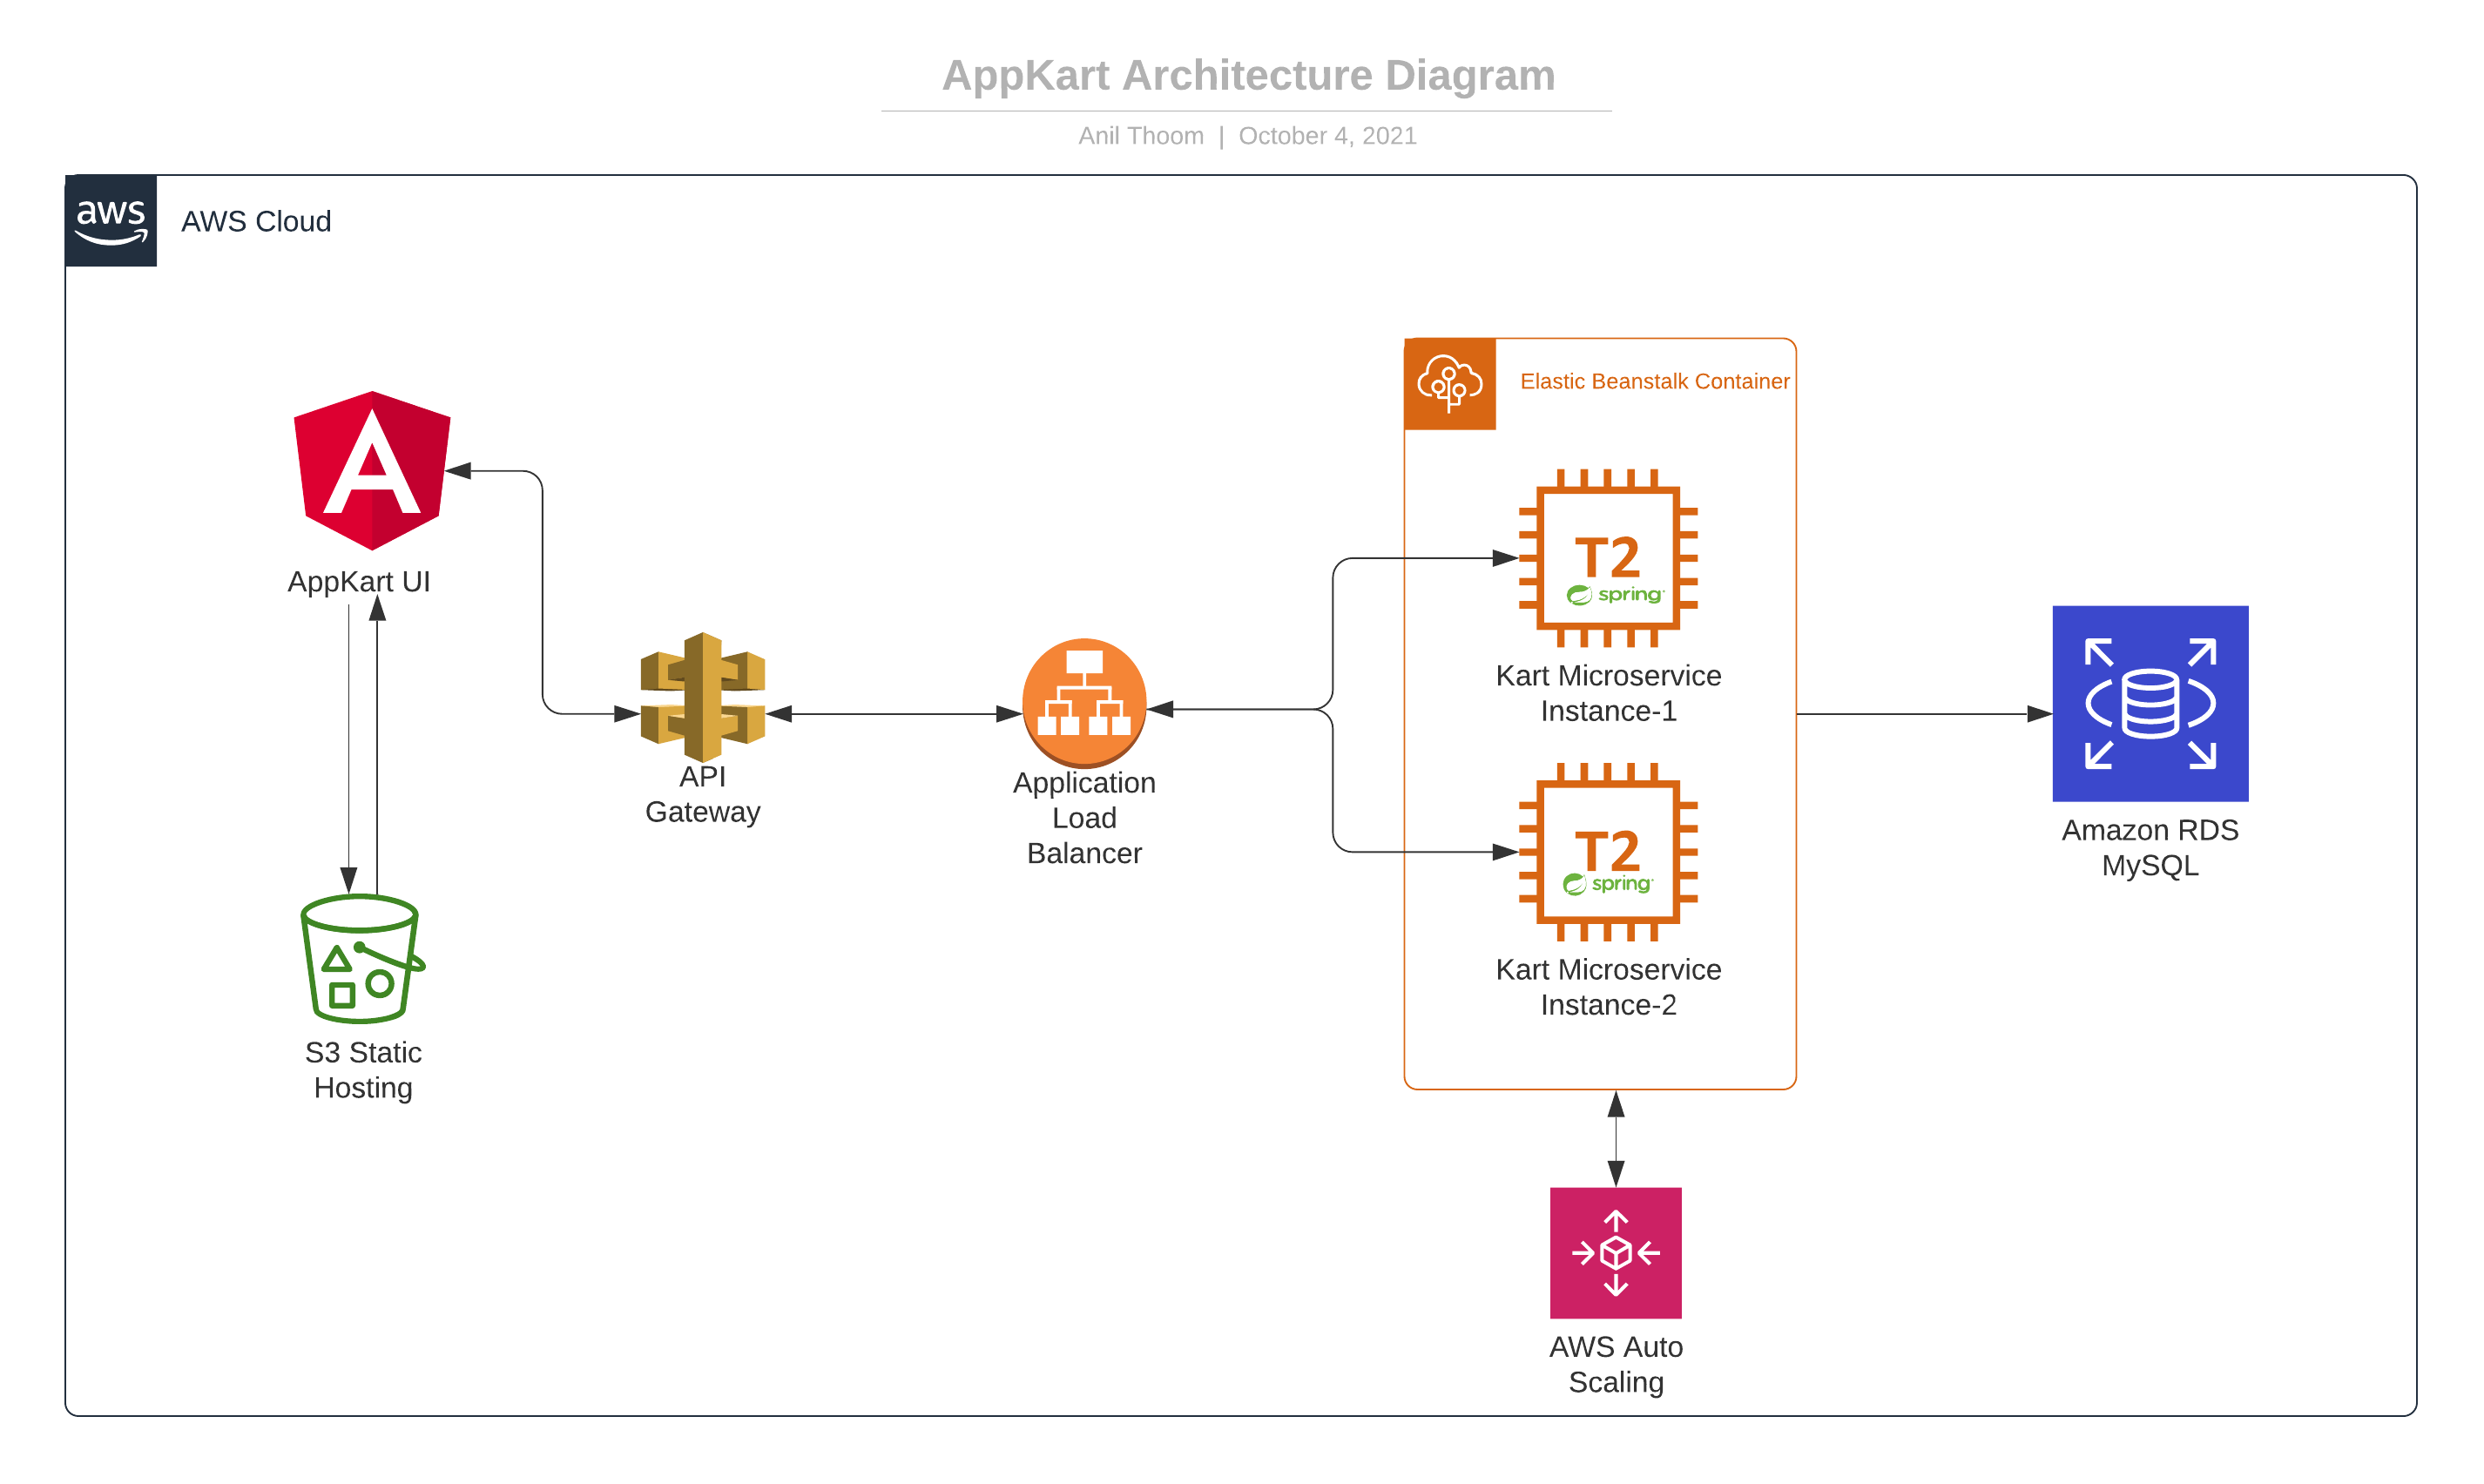 AppKart Architecture Diagram
Anil Thoom | October 4, 2021
aws
AWS Cloud
Elastic Beanstalk Container
AppKart UI
T2
spring
Kart Microservice
Instance-1
API
Gateway
Application
Load
Balancer
T2
spring
Kart Microservice
Instance-2
Amazon RDS
MySQL
S3 Static
Hosting
AWS Auto
Scaling